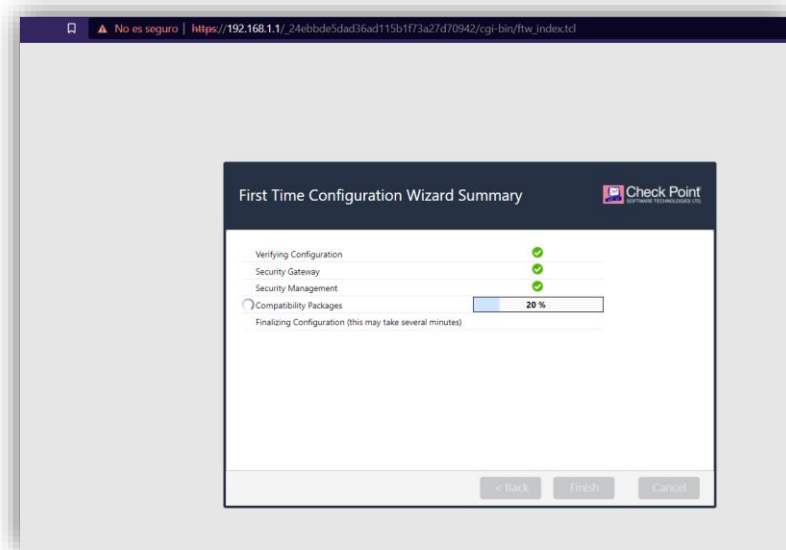 No es seguro | https://192.168.1.1/_24ebbde5dad36ad115b1f73a27d70942/cgi-bin/ftw_index.tcl
First Time Configuration Wizard Summary
Check Point
SOFTWARE TECHNOLOGIES LTD.
Verifying Configuration
Security Gateway
Security Management
Compatibility Packages 20 %
Finalizing Configuration (this may take several minutes)
< Back Finish Cancel